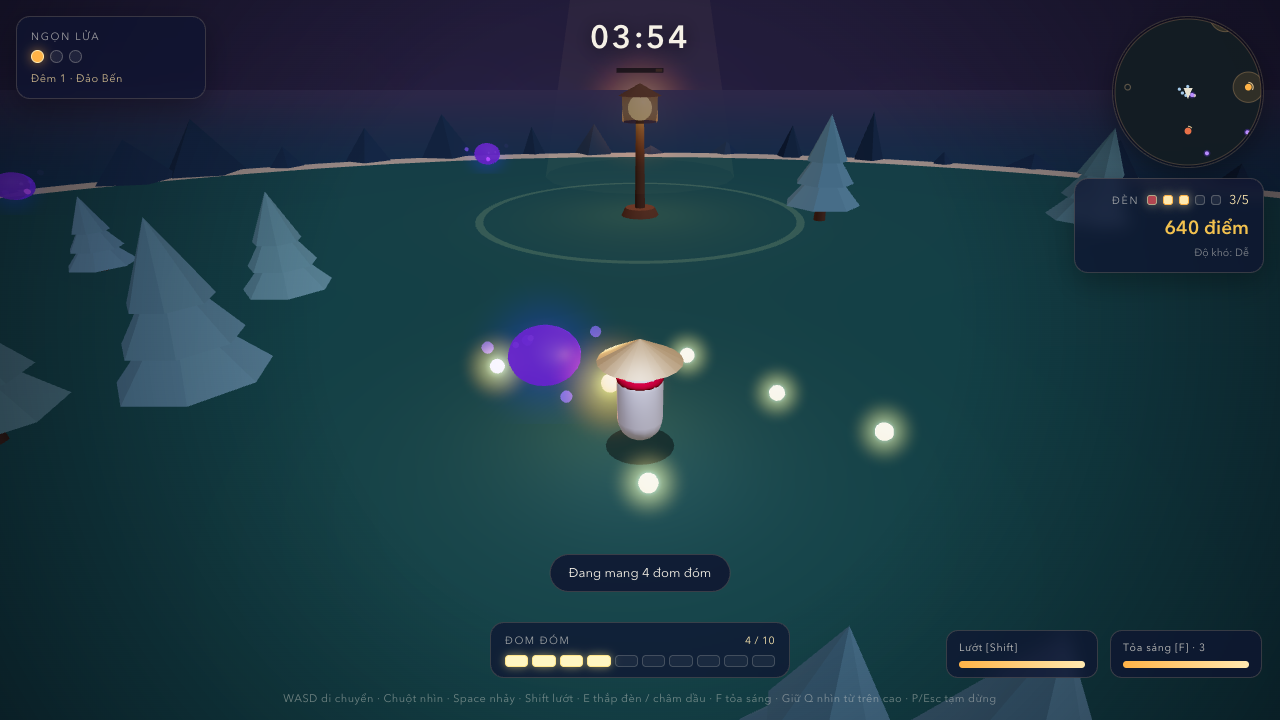 NGỌN LỬA
Đêm 1 · Đảo Bến
03:54
ĐÈN 3/5
640 điểm
Độ khó: Dễ
Đang mang 4 đom đóm
ĐOM ĐÓM 4 / 10
Lướt [Shift]
Tỏa sáng [F] · 3
WASD di chuyển · Chuột nhìn · Space nhảy · Shift lướt · E thắp đèn / châm dầu · F tỏa sáng · Giữ Q nhìn từ trên cao · P/Esc tạm dừng